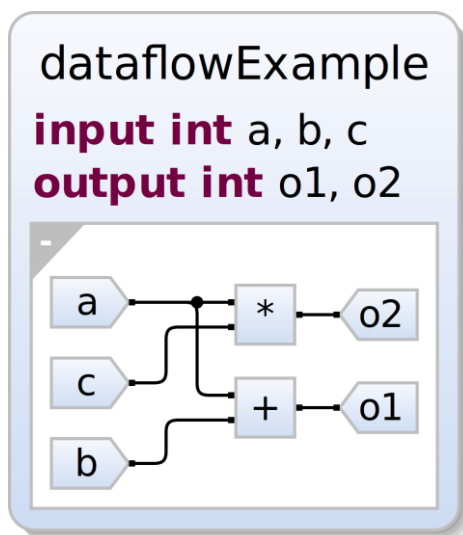 dataflowExample
input int a, b, c
output int o1, o2
-
a
*
o2
c
+
o1
b